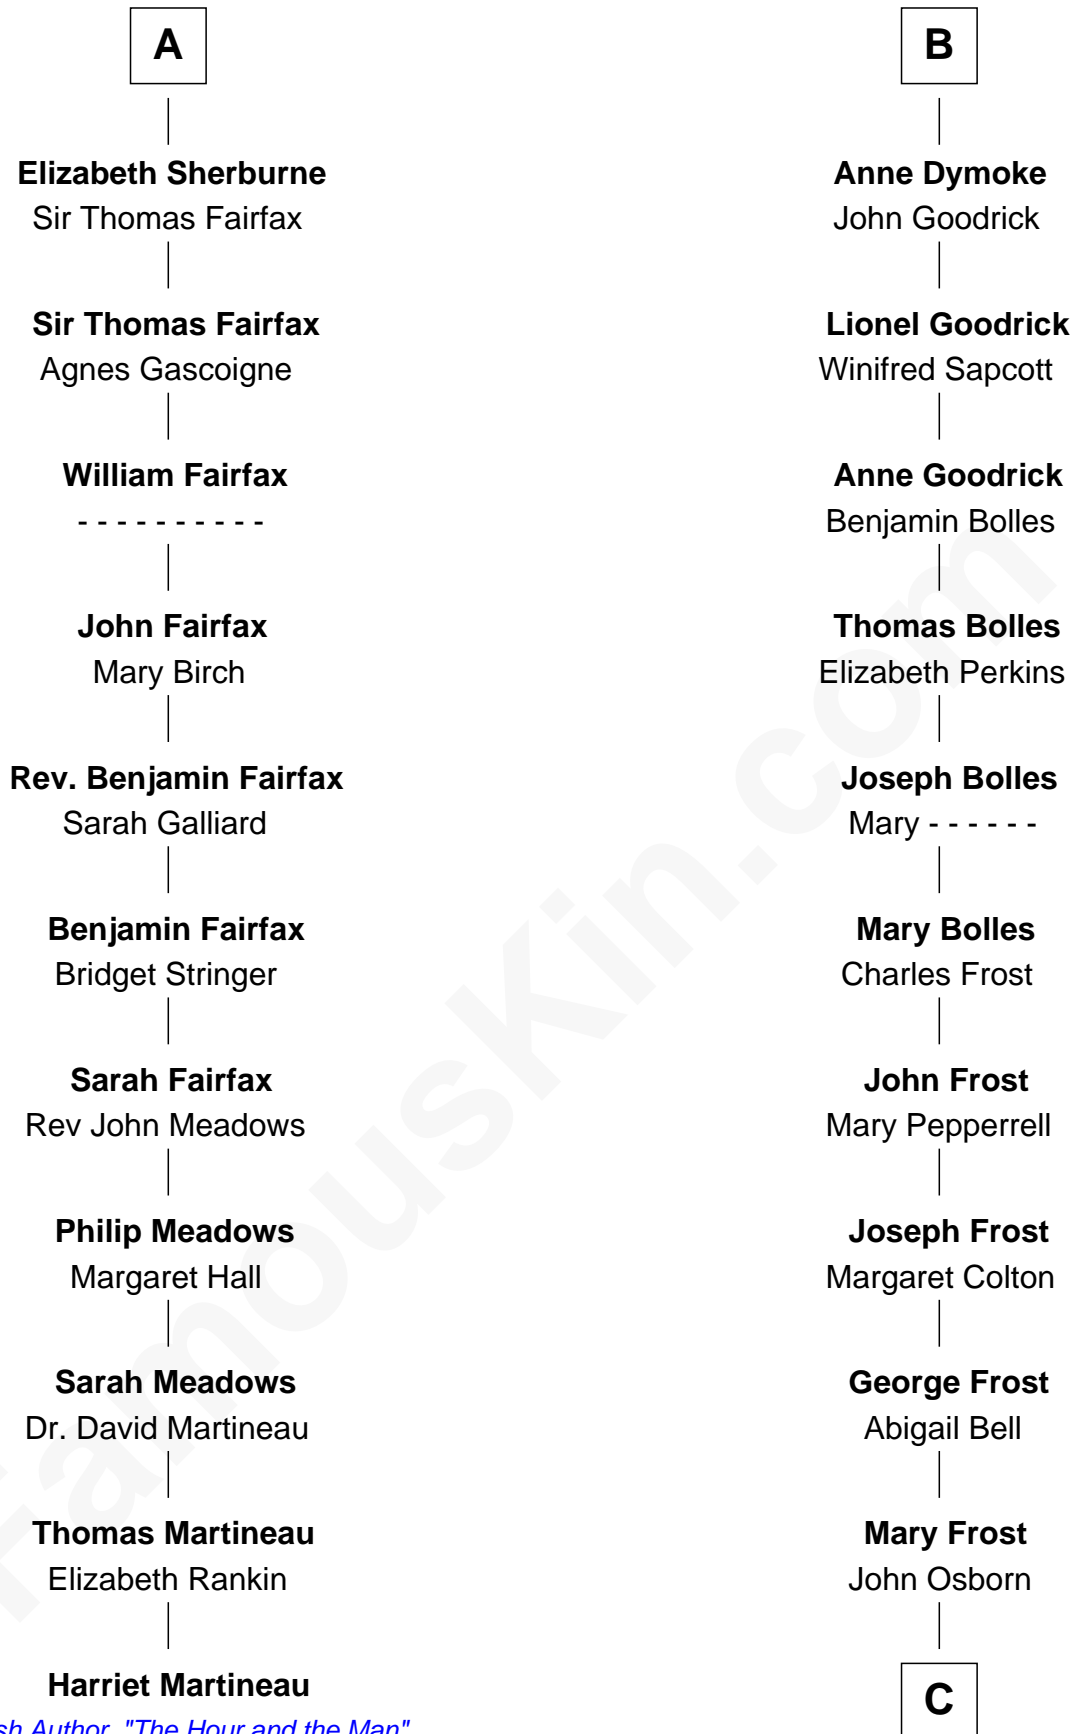 A
Elizabeth Sherburne
Sir Thomas Fairfax
Sir Thomas Fairfax
Agnes Gascoigne
William Fairfax
- - - - - - - - - -
John Fairfax
Mary Birch
Rev. Benjamin Fairfax
Sarah Galliard
Benjamin Fairfax
Bridget Stringer
Sarah Fairfax
Rev John Meadows
Philip Meadows
Margaret Hall
Sarah Meadows
Dr. David Martineau
Thomas Martineau
Elizabeth Rankin
Harriet Martineau
sh Author, "The Hour and the Man"
B
Anne Dymoke
John Goodrick
Lionel Goodrick
Winifred Sapcott
Anne Goodrick
Benjamin Bolles
Thomas Bolles
Elizabeth Perkins
Joseph Bolles
Mary - - - - - -
Mary Bolles
Charles Frost
John Frost
Mary Pepperrell
Joseph Frost
Margaret Colton
George Frost
Abigail Bell
Mary Frost
John Osborn
C
FamousKin.com